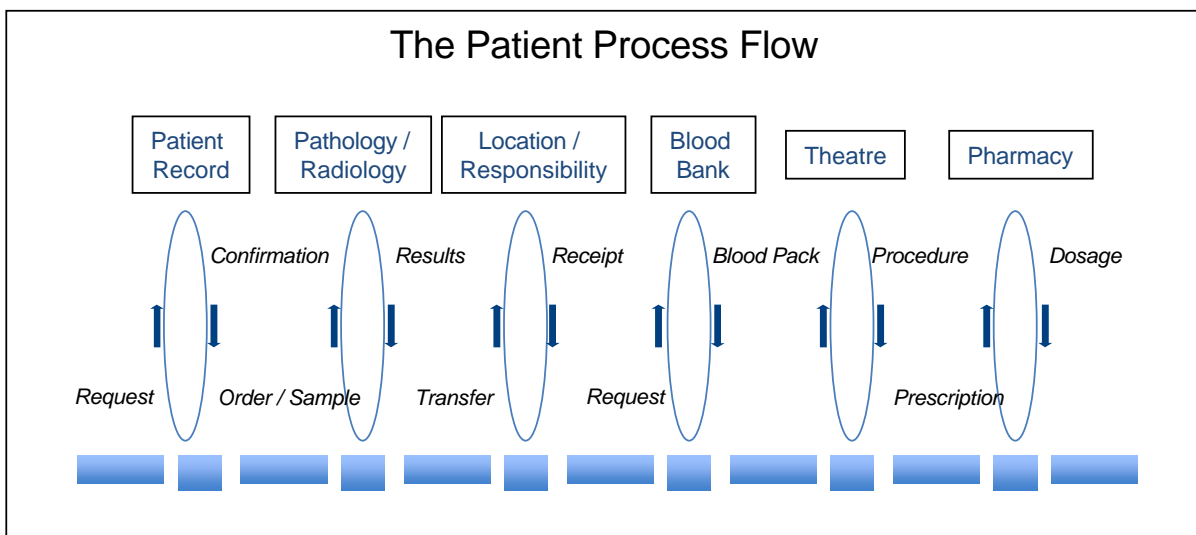 The Patient Process Flow
Patient
Record
Pathology /
Radiology
Location /
Responsibility
Blood
Bank
Theatre
Pharmacy
Confirmation
Results
Receipt
Blood Pack
Procedure
Dosage
Request
Order / Sample
Transfer
Request
Prescription